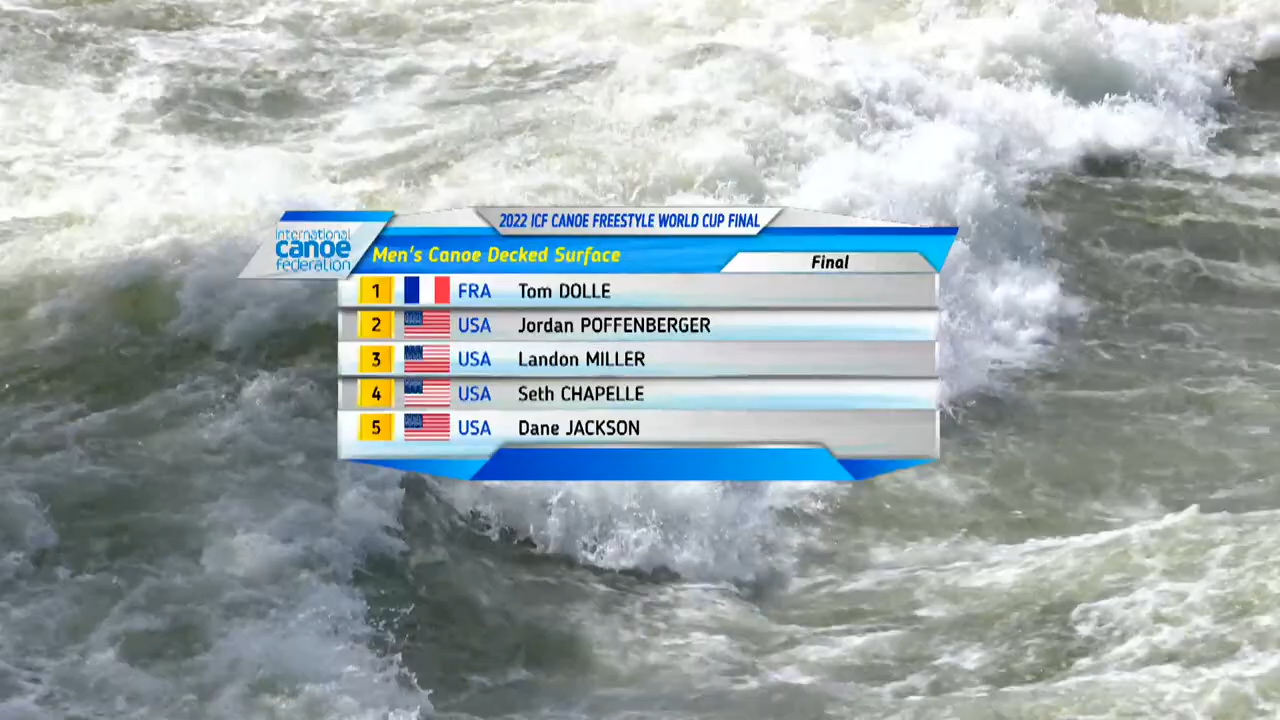 2022 ICF CANOE FREESTYLE WORLD CUP FINAL
international
canoe
federation
Men's Canoe Decked Surface
Final
1 FRA Tom DOLLE
2 USA Jordan POFFENBERGER
3 USA Landon MILLER
4 USA Seth CHAPELLE
5 USA Dane JACKSON